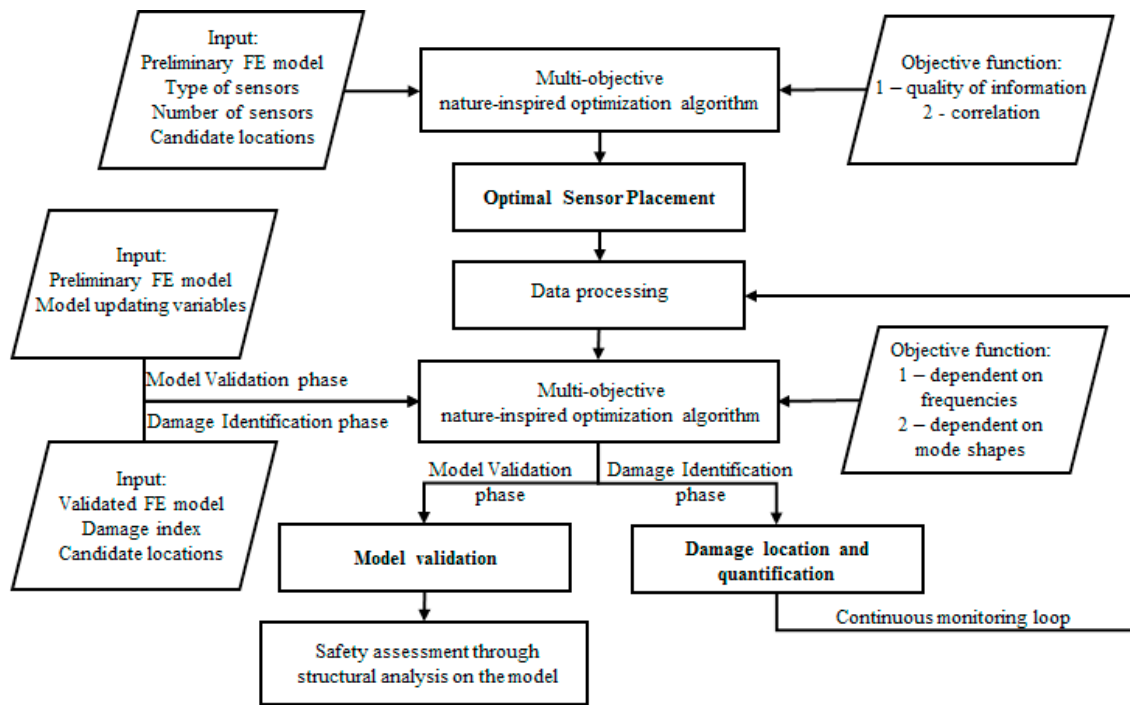 Input:
Preliminary FE model
Type of sensors
Number of sensors
Candidate locations
Multi-objective
nature-inspired optimization algorithm
Objective function:
1 – quality of information
2 - correlation
Optimal Sensor Placement
Input:
Preliminary FE model
Model updating variables
Data processing
Model Validation phase
Damage Identification phase
Multi-objective
nature-inspired optimization algorithm
Objective function:
1 – dependent on
frequencies
2 – dependent on
mode shapes
Input:
Validated FE model
Damage index
Candidate locations
Model Validation
phase
Damage Identification
phase
Model validation
Damage location and
quantification
Continuous monitoring loop
Safety assessment through
structural analysis on the model